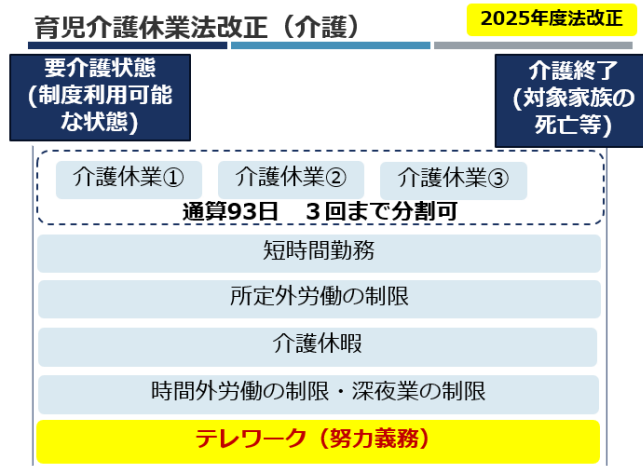 育児介護休業法改正（介護）
2025年度法改正
要介護状態
(制度利用可能
な状態)
介護終了
(対象家族の
死亡等)
介護休業①
介護休業②
介護休業③
通算93日　３回まで分割可
短時間勤務
所定外労働の制限
介護休暇
時間外労働の制限・深夜業の制限
テレワーク（努力義務）